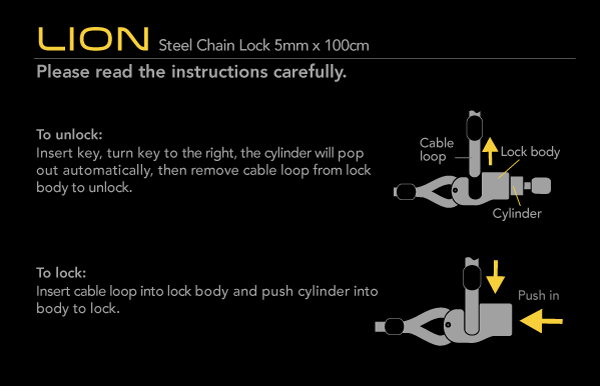 LION Steel Chain Lock 5mm x 100cm
Please read the instructions carefully.
To unlock:
Insert key, turn key to the right, the cylinder will pop
out automatically, then remove cable loop from lock
body to unlock.
Cable
loop
Lock body
Cylinder
To lock:
Insert cable loop into lock body and push cylinder into
body to lock.
Push in